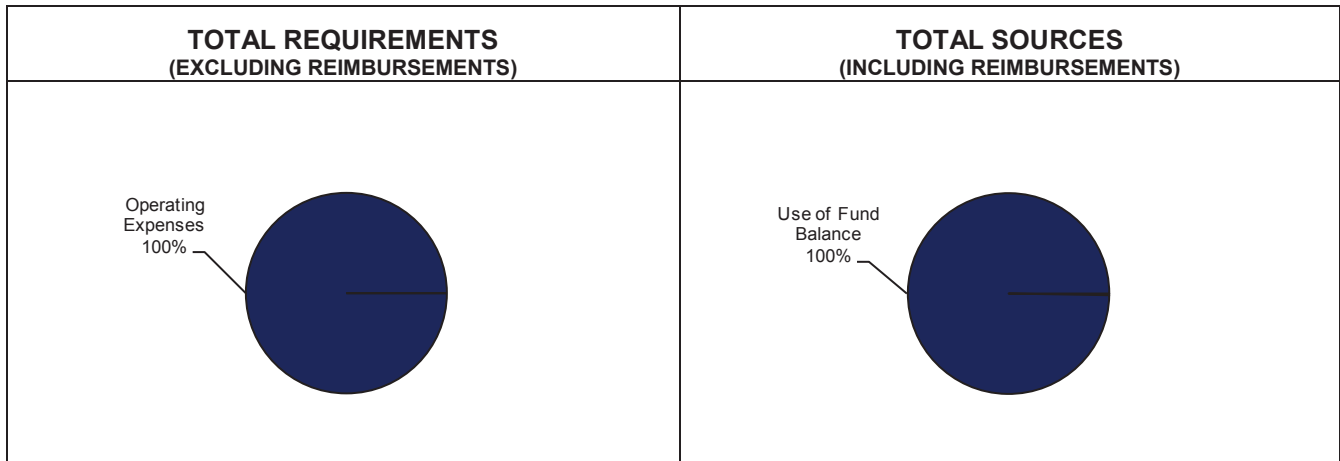 TOTAL REQUIREMENTS
(EXCLUDING REIMBURSEMENTS)
TOTAL SOURCES
(INCLUDING REIMBURSEMENTS)
Operating
Expenses
100%
Use of Fund
Balance
100%